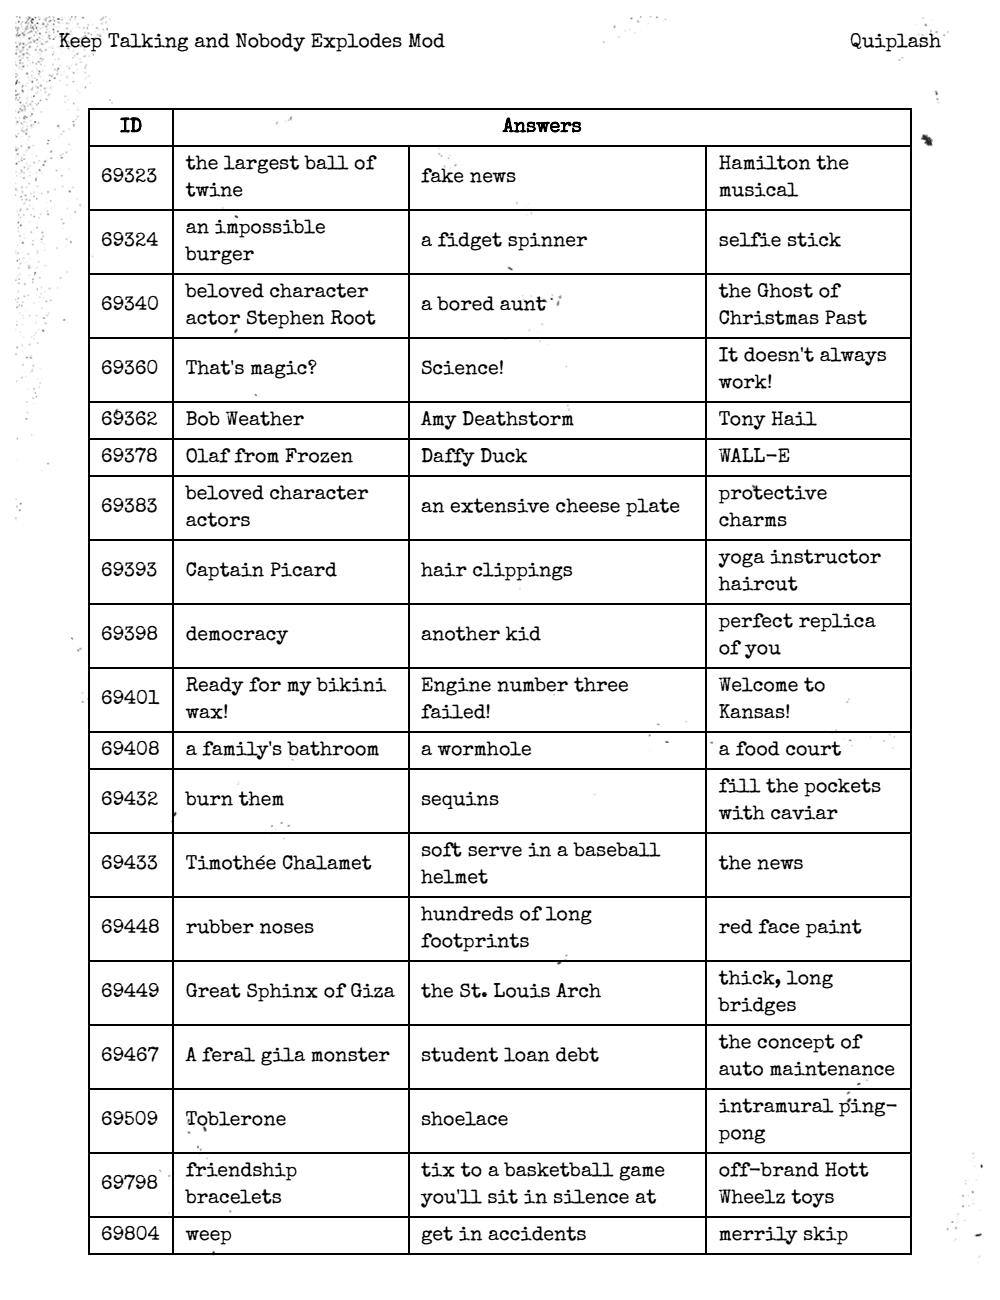 Keep Talking and Nobody Explodes Mod Quiplash
ID Answers
69323 the largest ball of twine fake news Hamilton the musical
69324 an impossible burger a fidget spinner selfie stick
69340 beloved character actor Stephen Root a bored aunt the Ghost of Christmas Past
69360 That's magic? Science! It doesn't always work!
69362 Bob Weather Amy Deathstorm Tony Hail
69378 Olaf from Frozen Daffy Duck WALL-E
69383 beloved character actors an extensive cheese plate protective charms
69393 Captain Picard hair clippings yoga instructor haircut
69398 democracy another kid perfect replica of you
69401 Ready for my bikini wax! Engine number three failed! Welcome to Kansas!
69408 a family's bathroom a wormhole a food court
69432 burn them sequins fill the pockets with caviar
69433 Timothée Chalamet soft serve in a baseball helmet the news
69448 rubber noses hundreds of long footprints red face paint
69449 Great Sphinx of Giza the St. Louis Arch thick, long bridges
69467 A feral gila monster student loan debt the concept of auto maintenance
69509 Toblerone shoelace intramural ping-pong
69798 friendship bracelets tix to a basketball game you'll sit in silence at off-brand Hott Wheelz toys
69804 weep get in accidents merrily skip